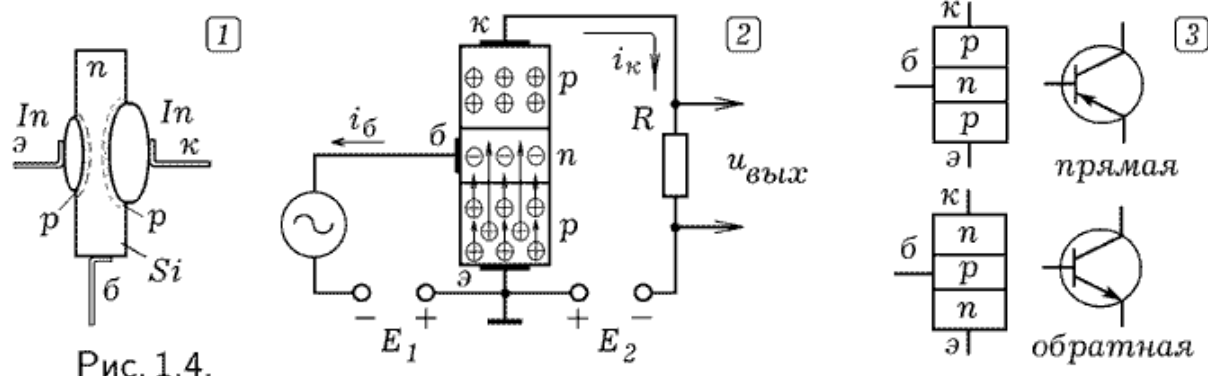 1
n
In
In
э
к
p
p
Si
б
Рис. 1.4.
2
к
p
iк
б
iб
n
R
uвых
p
э
− +
+ −
E1
E2
3
к
p
б
n
p
э
прямая
к
n
б
p
n
э
обратная